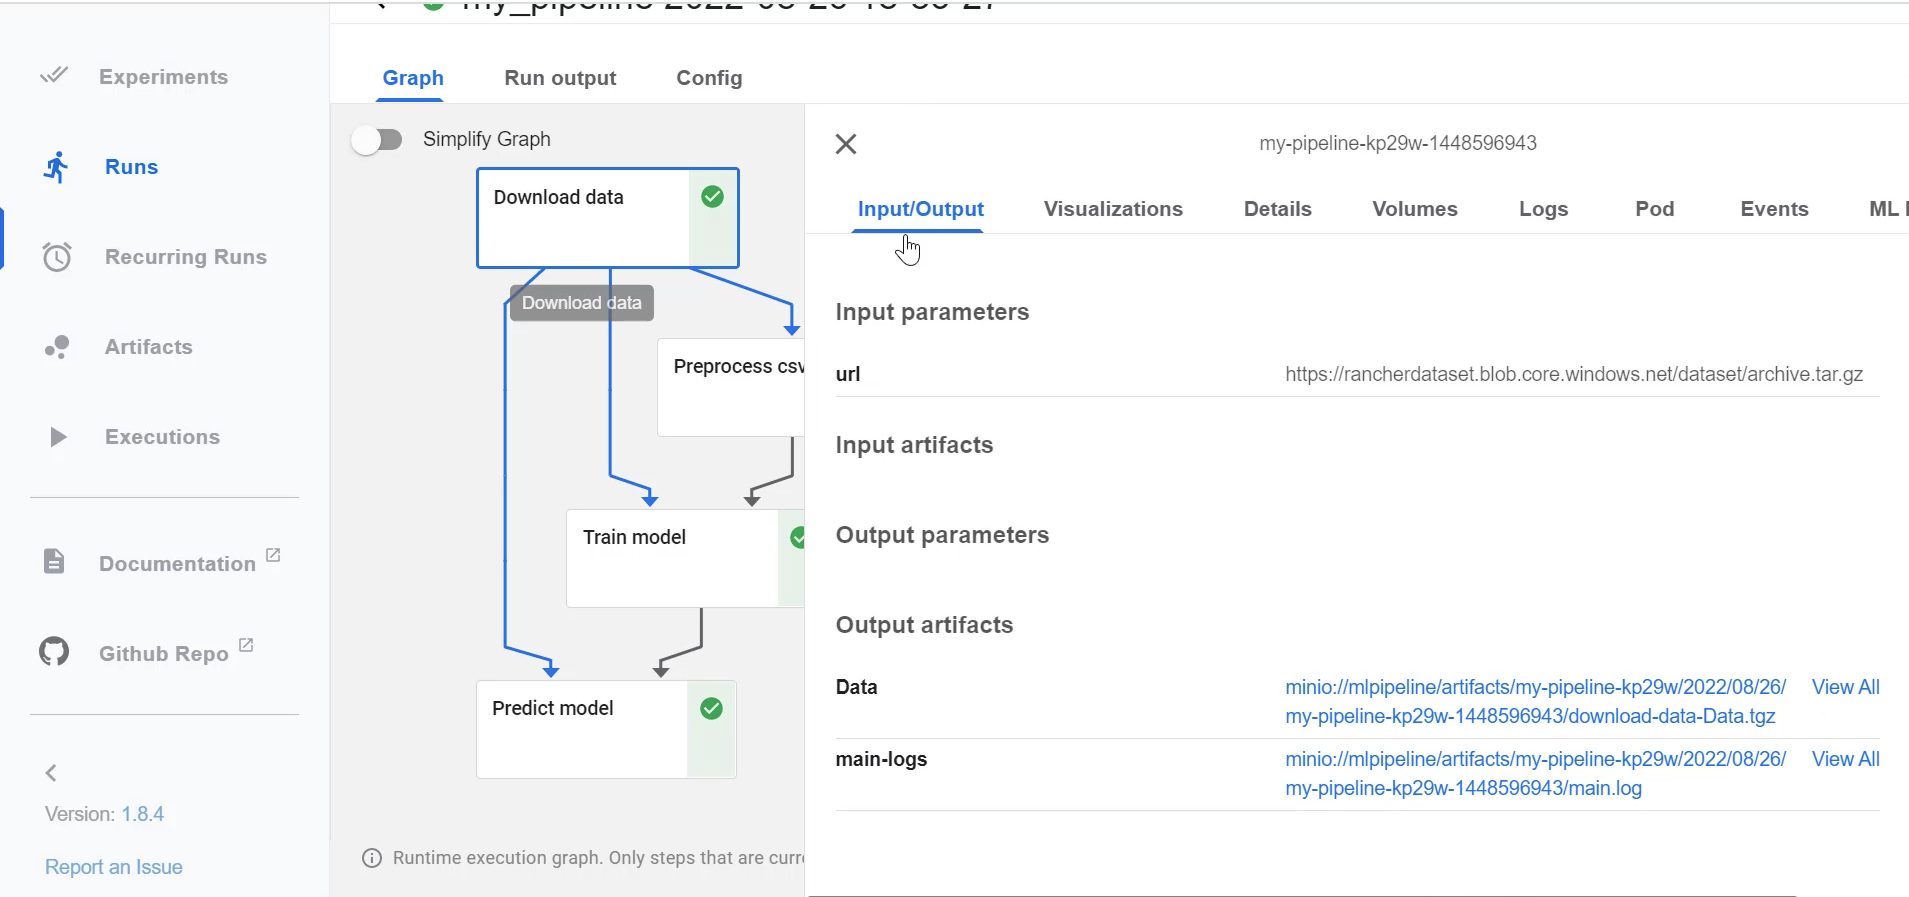 Experiments
Runs
Recurring Runs
Artifacts
Executions
Documentation
Github Repo
Version: 1.8.4
Report an Issue
Graph Run output Config
Simplify Graph
Download data
Download data
Preprocess csv
Train model
Predict model
Runtime execution graph. Only steps that are
my-pipeline-kp29w-1448596943
Input/Output Visualizations Details Volumes Logs Pod Events ML
Input parameters
url https://rancherdataset.blob.core.windows.net/dataset/archive.tar.gz
Input artifacts
Output parameters
Output artifacts
Data minio://mlpipeline/artifacts/my-pipeline-kp29w/2022/08/26/ View All
my-pipeline-kp29w-1448596943/download-data-Data.tgz
main-logs minio://mlpipeline/artifacts/my-pipeline-kp29w/2022/08/26/ View All
my-pipeline-kp29w-1448596943/main.log